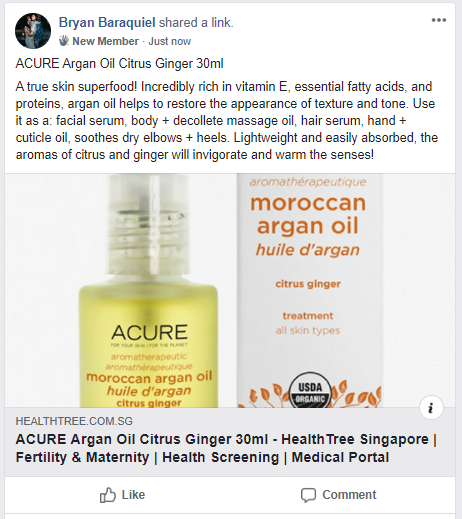 Bryan Baraquiel shared a link.
New Member · Just now
ACURE Argan Oil Citrus Ginger 30ml
A true skin superfood! Incredibly rich in vitamin E, essential fatty acids, and
proteins, argan oil helps to restore the appearance of texture and tone. Use
it as a: facial serum, body + decollete massage oil, hair serum, hand +
cuticle oil, soothes dry elbows + heels. Lightweight and easily absorbed, the
aromas of citrus and ginger will invigorate and warm the senses!
aromathérapeutique
moroccan
argan oil
huile d'argan
citrus ginger
treatment
all skin types
USDA
ORGANIC
ACURE
FOR YOUR SKIN · FOR THE PLANET
aromatherapeutic
aromathérapeutique
moroccan argan oil
huile d'argan
citrus ginger
i
HEALTHTREE.COM.SG
ACURE Argan Oil Citrus Ginger 30ml - HealthTree Singapore |
Fertility & Maternity | Health Screening | Medical Portal
Like
Comment